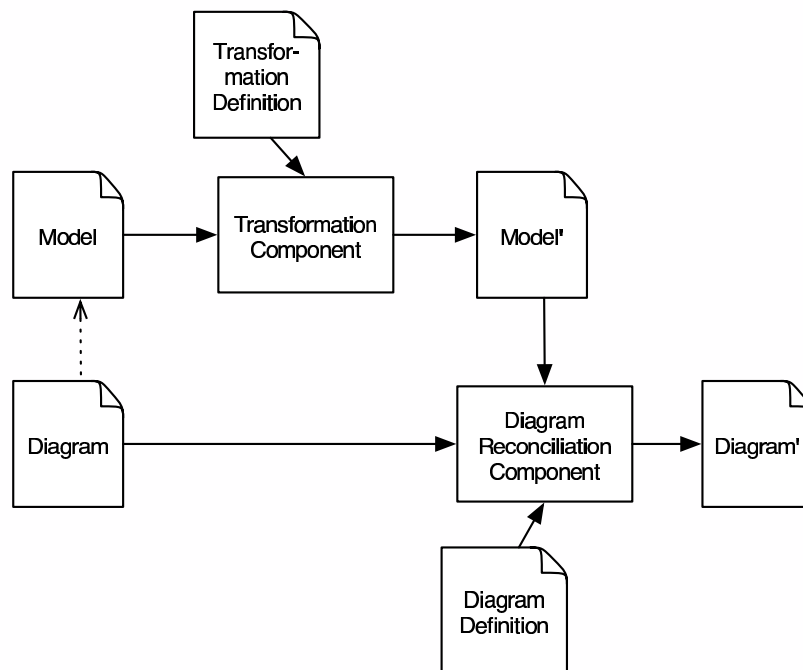 Transfor-
mation
Definition
Model
Transformation
Component
Model'
Diagram
Diagram
Reconciliation
Component
Diagram'
Diagram
Definition